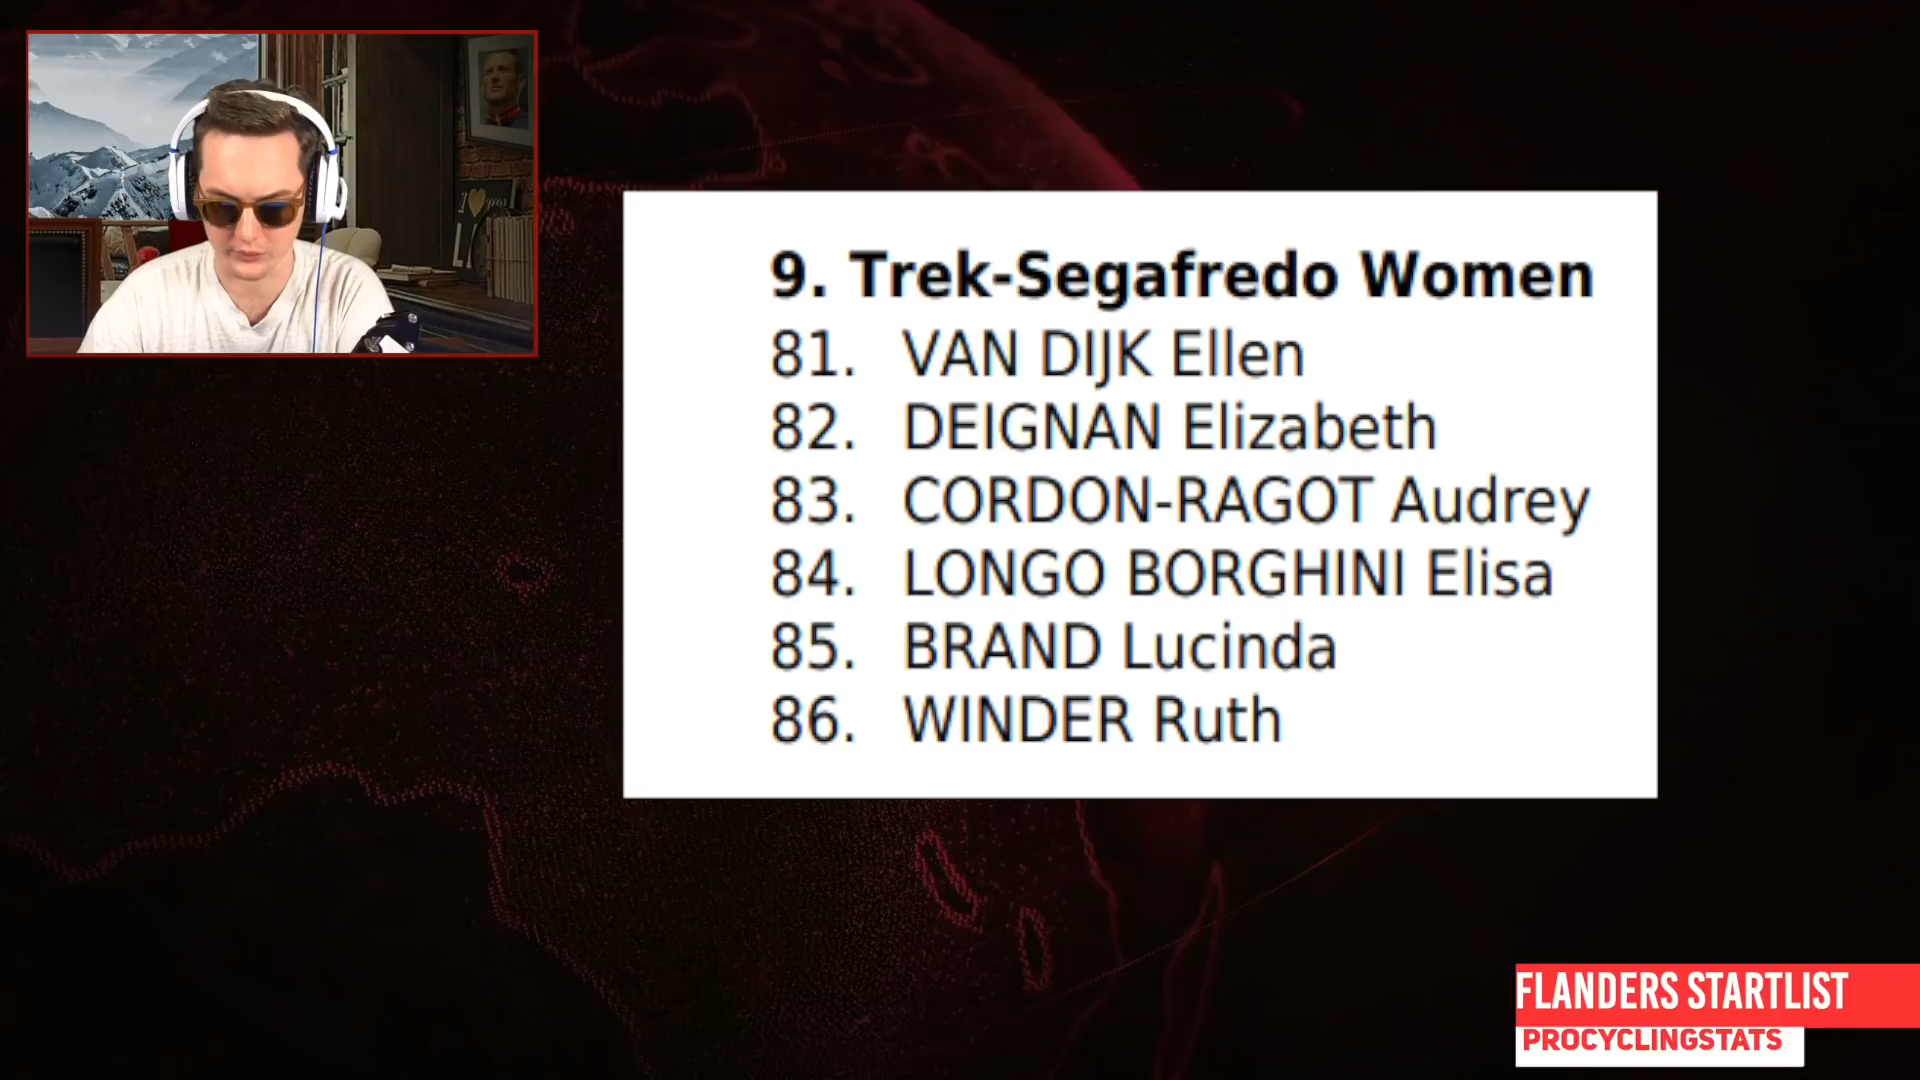 I ♥ you
9. Trek-Segafredo Women
81. VAN DIJK Ellen
82. DEIGNAN Elizabeth
83. CORDON-RAGOT Audrey
84. LONGO BORGHINI Elisa
85. BRAND Lucinda
86. WINDER Ruth
FLANDERS STARTLIST
PROCYCLINGSTATS